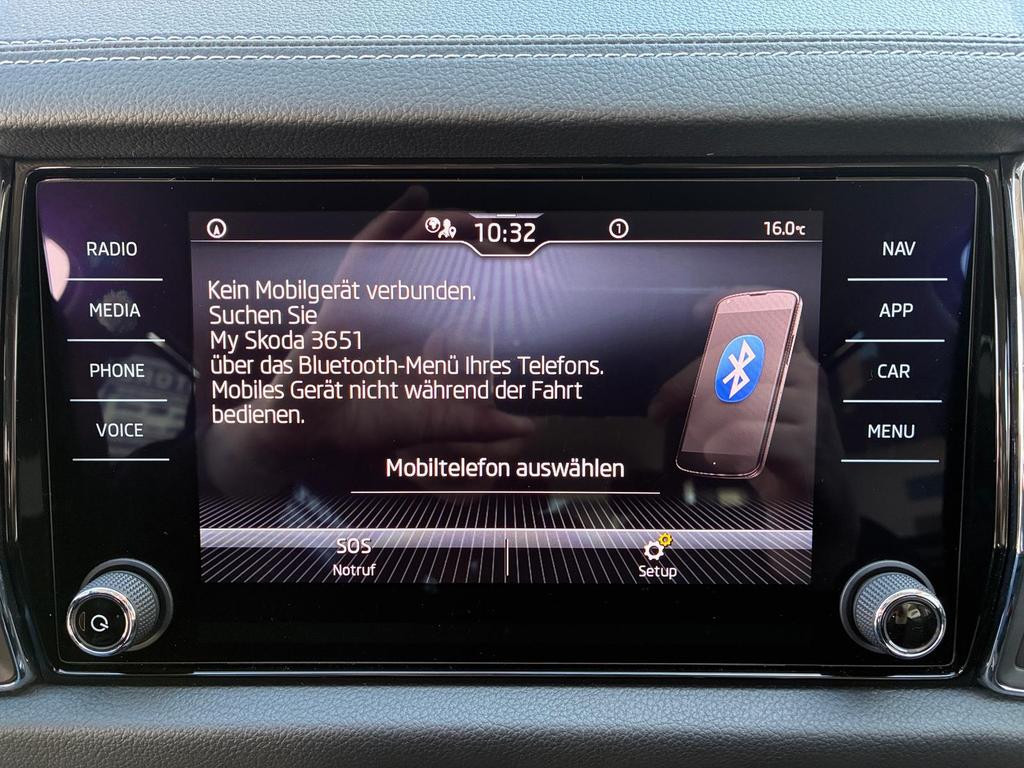 10:32
1
16.0°C
RADIO
MEDIA
PHONE
VOICE
Kein Mobilgerät verbunden.
Suchen Sie
My Skoda 3651
über das Bluetooth-Menü Ihres Telefons.
Mobiles Gerät nicht während der Fahrt
bedienen.
Mobiltelefon auswählen
SOS
Notruf
Setup
NAV
APP
CAR
MENU